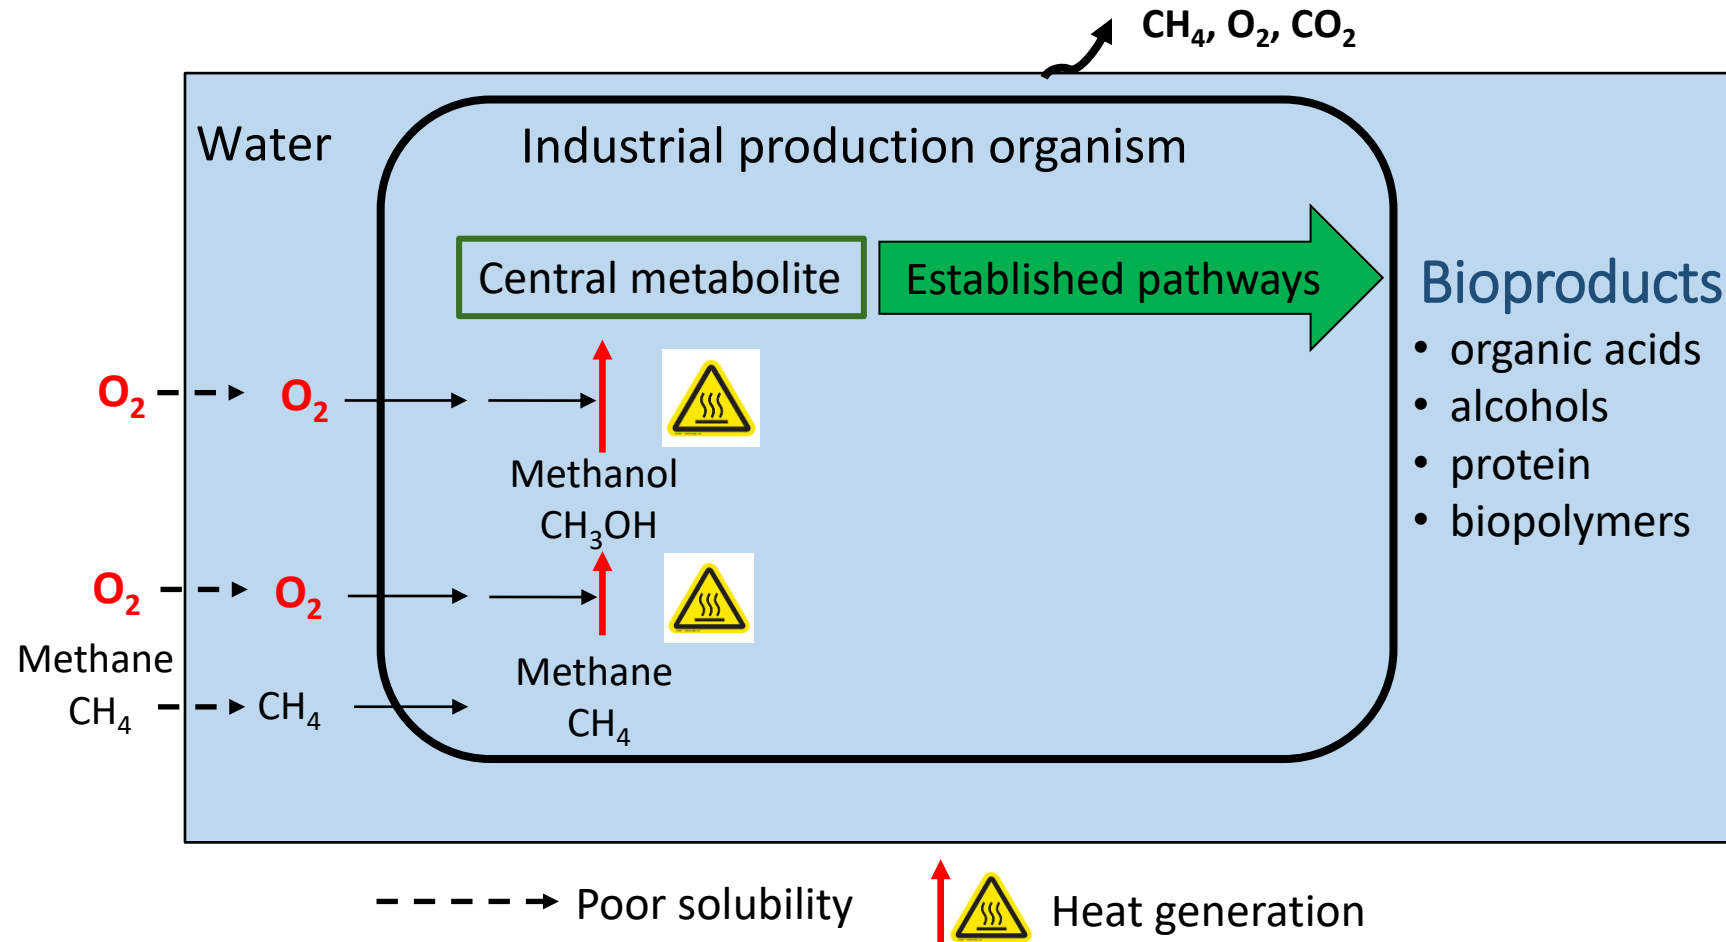 CH₄, O₂, CO₂
Water
Industrial production organism
Central metabolite
Established pathways
Bioproducts
• organic acids
• alcohols
• protein
• biopolymers
O₂
O₂
Methanol
CH₃OH
O₂
O₂
Methane
CH₄
CH₄
Methane
CH₄
Poor solubility
Heat generation